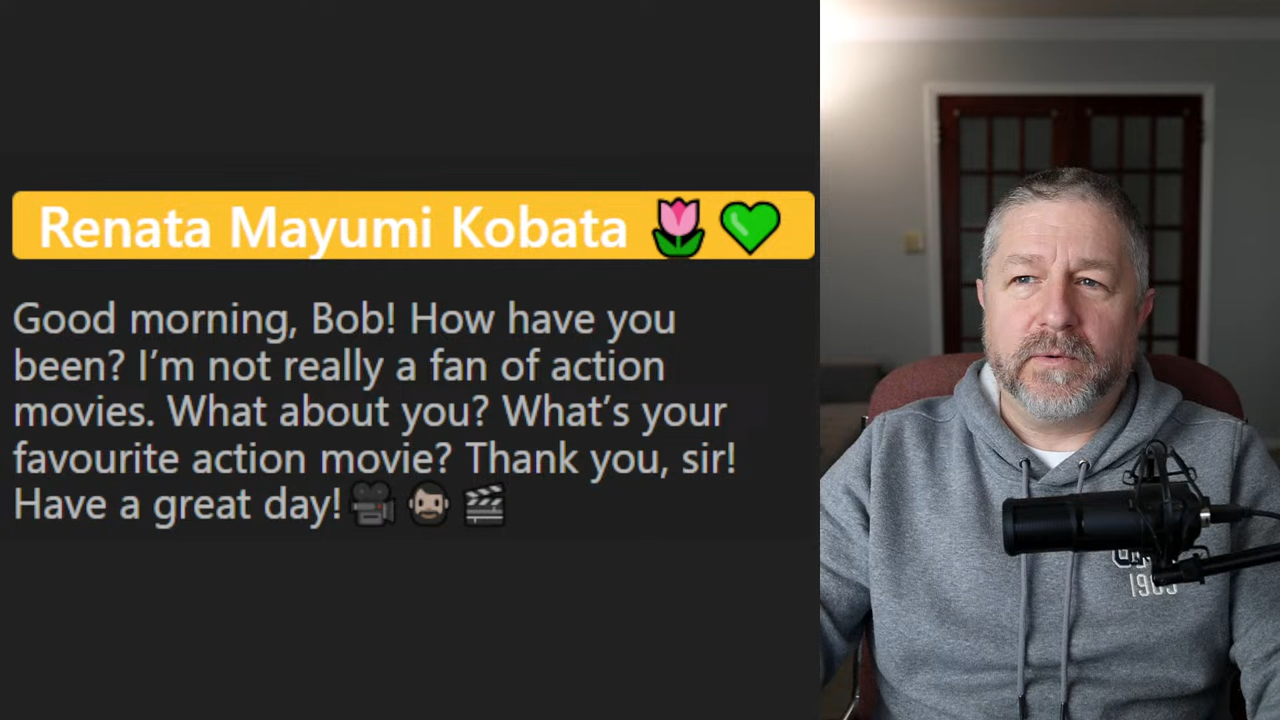 Renata Mayumi Kobata 🌷💚
Good morning, Bob! How have you
been? I’m not really a fan of action
movies. What about you? What’s your
favourite action movie? Thank you, sir!
Have a great day!🎥🧔🏻🎬